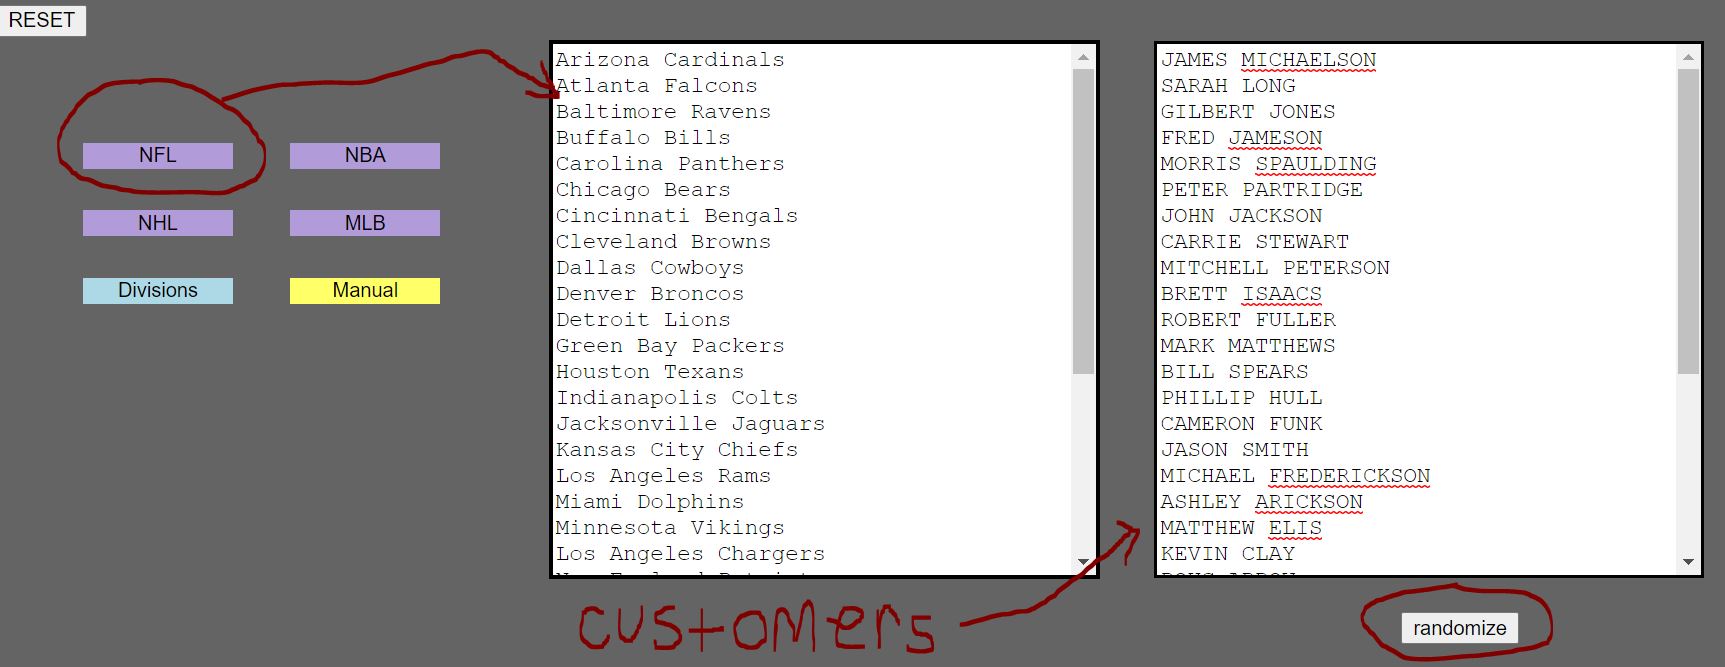 RESET
NFL
NBA
NHL
MLB
Divisions
Manual
Arizona Cardinals
Atlanta Falcons
Baltimore Ravens
Buffalo Bills
Carolina Panthers
Chicago Bears
Cincinnati Bengals
Cleveland Browns
Dallas Cowboys
Denver Broncos
Detroit Lions
Green Bay Packers
Houston Texans
Indianapolis Colts
Jacksonville Jaguars
Kansas City Chiefs
Los Angeles Rams
Miami Dolphins
Minnesota Vikings
Los Angeles Chargers
JAMES MICHAELSON
SARAH LONG
GILBERT JONES
FRED JAMESON
MORRIS SPAULDING
PETER PARTRIDGE
JOHN JACKSON
CARRIE STEWART
MITCHELL PETERSON
BRETT ISAACS
ROBERT FULLER
MARK MATTHEWS
BILL SPEARS
PHILLIP HULL
CAMERON FUNK
JASON SMITH
MICHAEL FREDERICKSON
ASHLEY ARICKSON
MATTHEW ELIS
KEVIN CLAY
customers
randomize